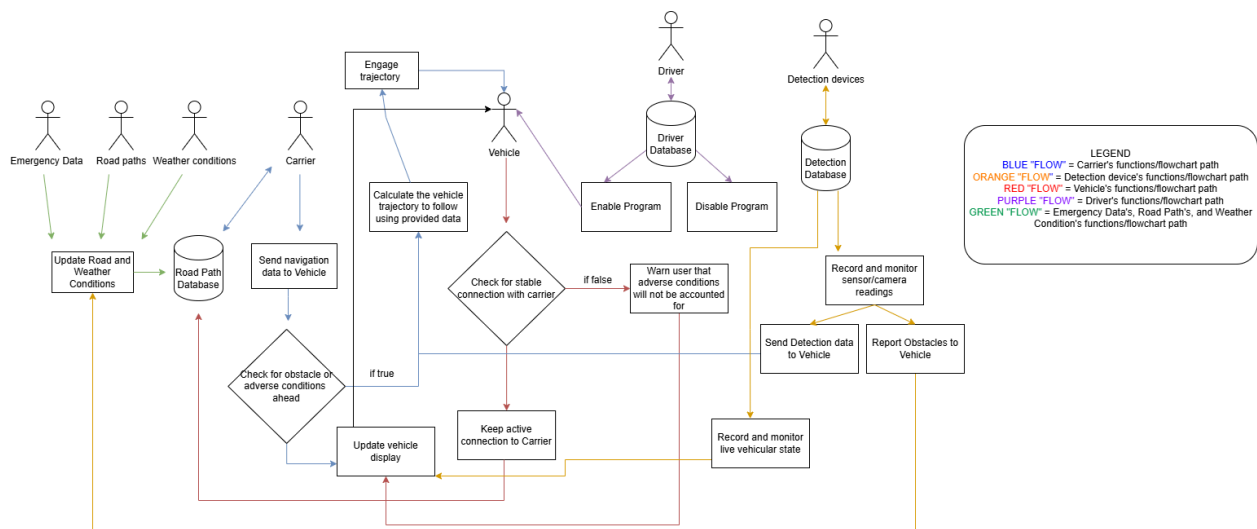 Driver
Detection devices
Engage
trajectory
Emergency Data
Road paths
Weather conditions
Carrier
Vehicle
Driver
Database
Detection
Database
LEGEND
BLUE "FLOW" = Carrier's functions/flowchart path
ORANGE "FLOW" = Detection device's functions/flowchart path
RED "FLOW" = Vehicle's functions/flowchart path
PURPLE "FLOW" = Driver's functions/flowchart path
GREEN "FLOW" = Emergency Data's, Road Path's, and Weather
Condition's functions/flowchart path
Calculate the vehicle
trajectory to follow
using provided data
Enable Program
Disable Program
Update Road and
Weather
Conditions
Road Path
Database
Send navigation
data to Vehicle
Check for stable
connection with carrier
if false
Warn user that
adverse conditions
will not be accounted
for
Record and monitor
sensor/camera
readings
Send Detection data
to Vehicle
Report Obstacles to
Vehicle
Check for obstacle or
adverse conditions
ahead
if true
Keep active
connection to Carrier
Update vehicle
display
Record and monitor
live vehicular state